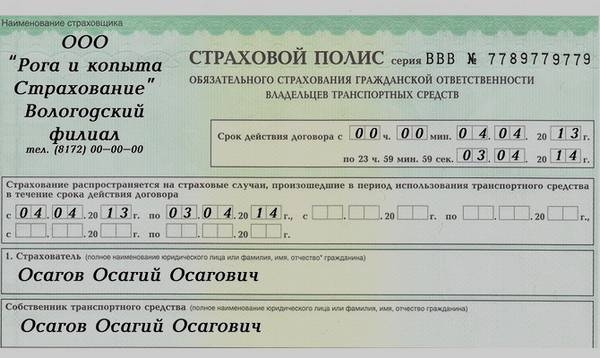 Наименование страховщика
ООО
"Рога и копыта
Страхование"
Вологодский
филиал
тел. (8172) 00-00-00
СТРАХОВОЙ ПОЛИС серия ВВВ № 7789779779
ОБЯЗАТЕЛЬНОГО СТРАХОВАНИЯ ГРАЖДАНСКОЙ ОТВЕТСТВЕННОСТИ
ВЛАДЕЛЬЦЕВ ТРАНСПОРТНЫХ СРЕДСТВ
Срок действия договора с 00 ч. 00 мин. 04.04. 2013 г.
по 23 ч. 59 мин. 59 сек. 03.04. 2014 г.
Страхование распространяется на страховые случаи, произошедшие в период использования транспортного средства
в течение срока действия договора
с 04.04.2013 г. по 03.04.2014 г., с . .20 г. по . .20 г.,
с . .20 г. по . .20 г.
1. Страхователь (полное наименование юридического лица или фамилия, имя, отчество* гражданина)
Осагов Осагий Осагович
Собственник транспортного средства (полное наименование юридического лица или фамилия, имя, отчество гражданина)
Осагов Осагий Осагович